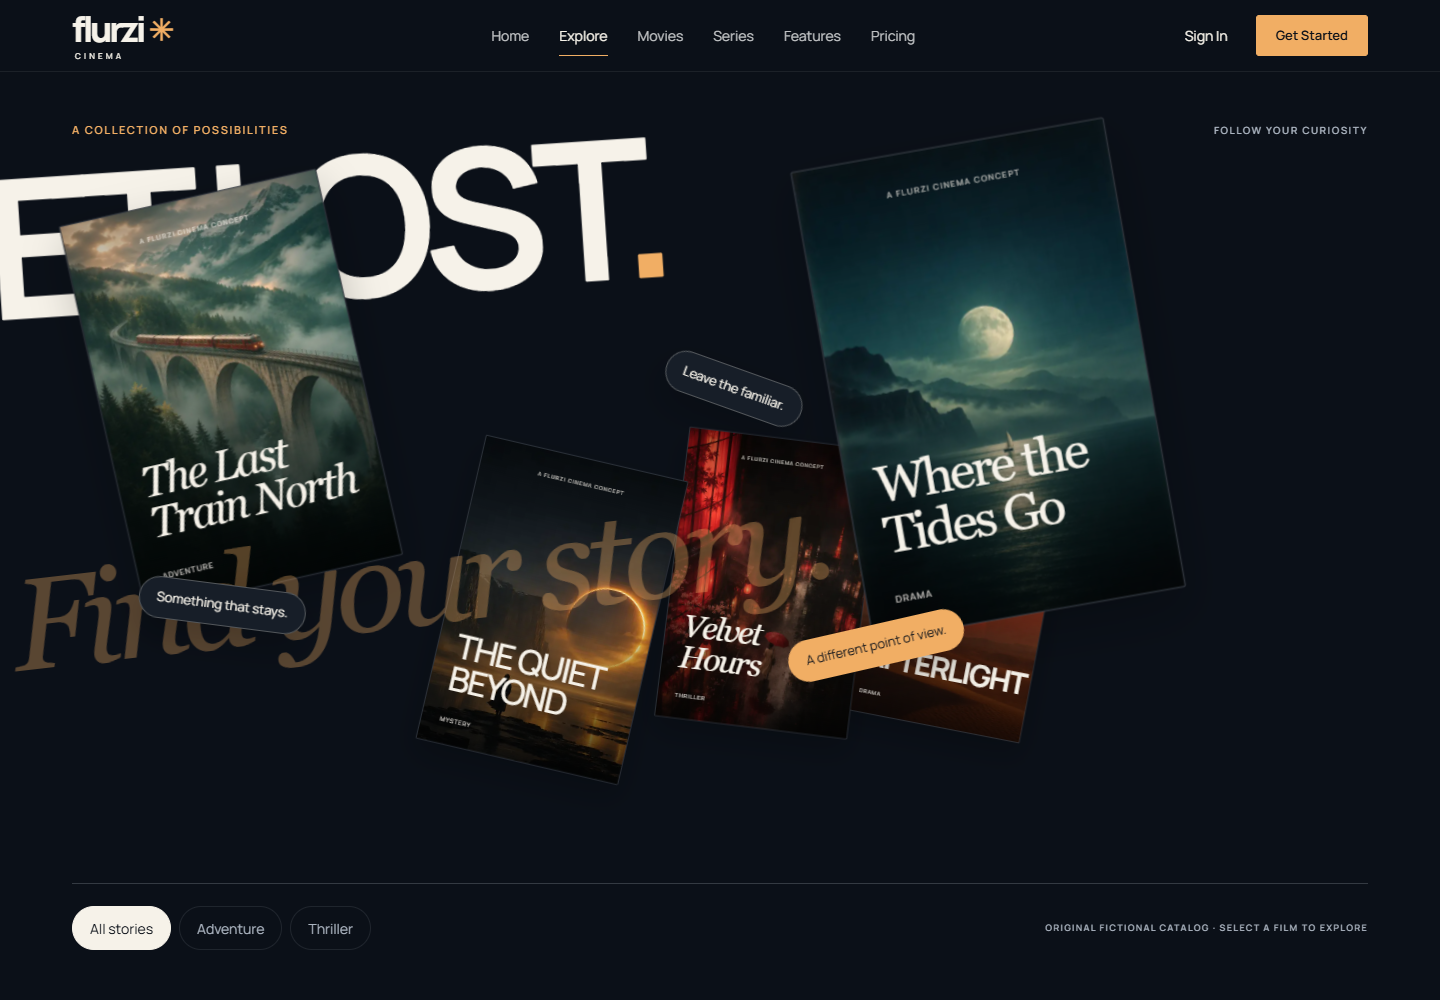 flurzi
CINEMA
Home
Explore
Movies
Series
Features
Pricing
Sign In
Get Started
A COLLECTION OF POSSIBILITIES
FOLLOW YOUR CURIOSITY
OST.
A FLURZI CINEMA CONCEPT
The Last
Train North
ADVENTURE
Something that stays.
Leave the familiar.
A FLURZI CINEMA CONCEPT
Where the
Tides Go
DRAMA
Find your story.
A FLURZI CINEMA CONCEPT
THE QUIET
BEYOND
MYSTERY
A FLURZI CINEMA CONCEPT
Velvet
Hours
THRILLER
A different point of view.
TERLIGHT
DRAMA
All stories
Adventure
Thriller
ORIGINAL FICTIONAL CATALOG · SELECT A FILM TO EXPLORE